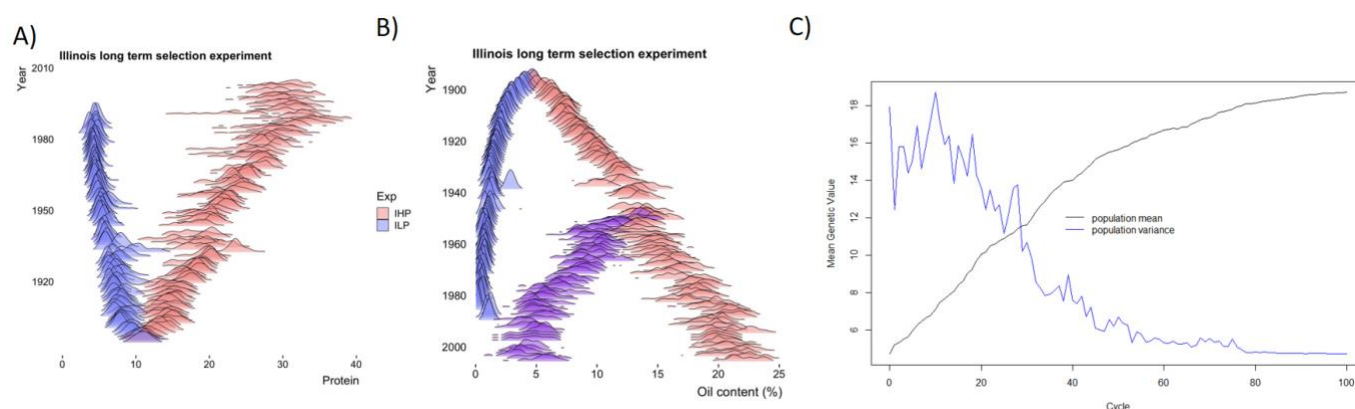 A)
Illinois long term selection experiment
Year
2010
1980
1950
1920
0
10
20
30
40
Protein
Exp
IHP
ILP
B)
Illinois long term selection experiment
Year
1900
1920
1940
1960
1980
2000
0
5
10
15
20
25
Oil content (%)
C)
Mean Genetic Value
18
16
14
12
10
8
6
population mean
population variance
0
20
40
60
80
100
Cycle